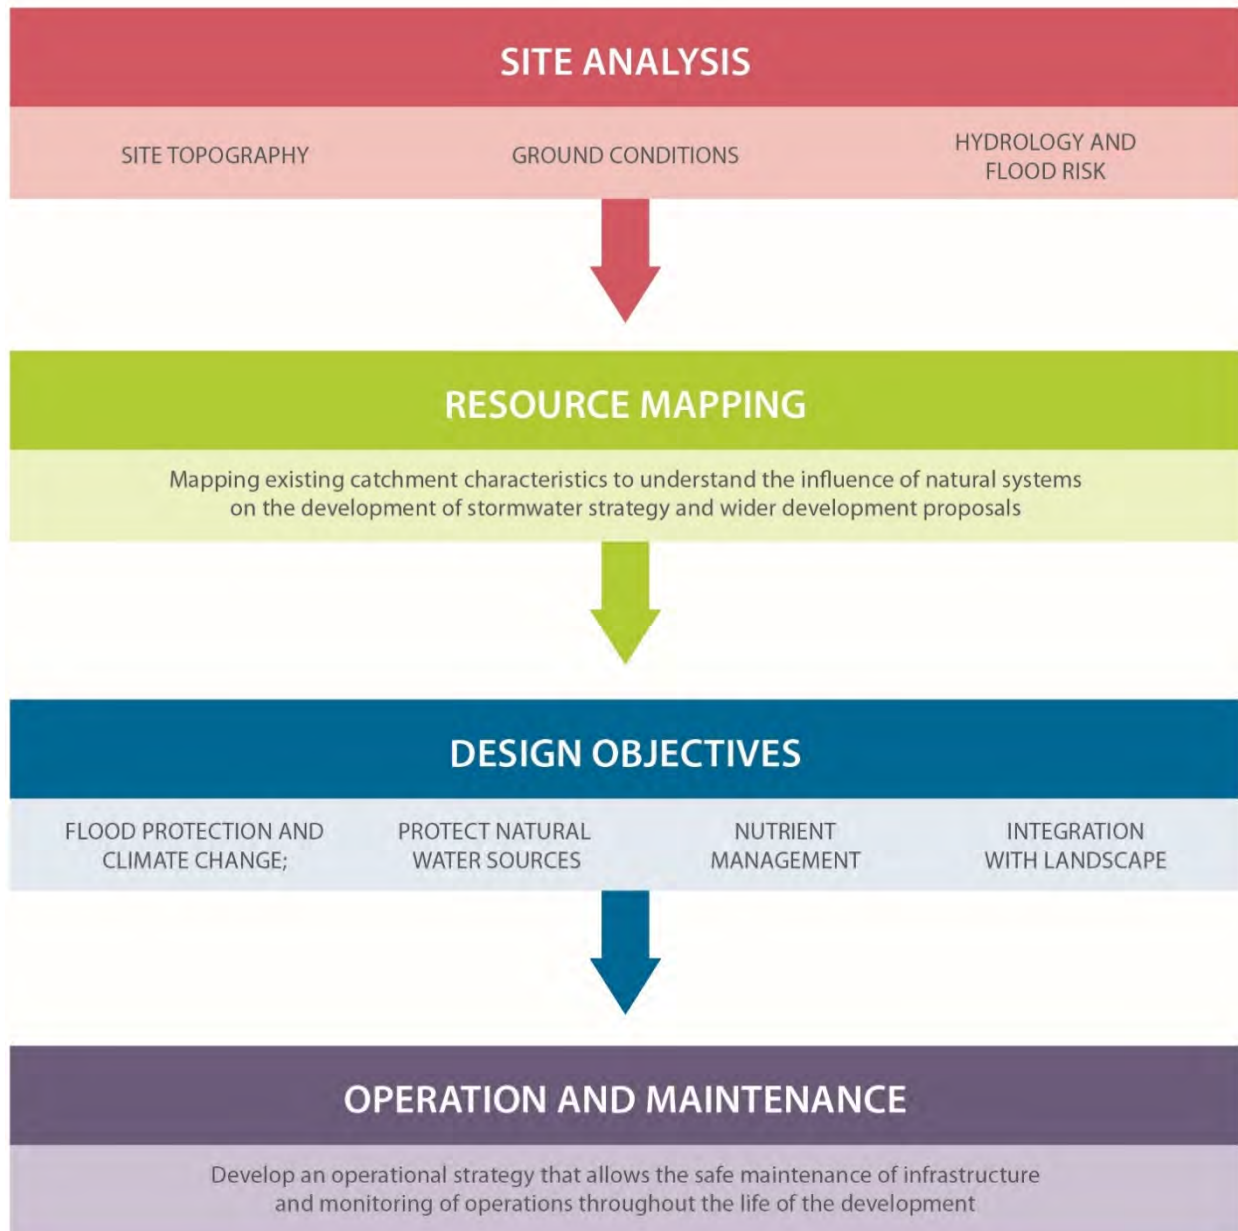 SITE ANALYSIS
SITE TOPOGRAPHY
GROUND CONDITIONS
HYDROLOGY AND
FLOOD RISK
RESOURCE MAPPING
Mapping existing catchment characteristics to understand the influence of natural systems
on the development of stormwater strategy and wider development proposals
DESIGN OBJECTIVES
FLOOD PROTECTION AND
CLIMATE CHANGE;
PROTECT NATURAL
WATER SOURCES
NUTRIENT
MANAGEMENT
INTEGRATION
WITH LANDSCAPE
OPERATION AND MAINTENANCE
Develop an operational strategy that allows the safe maintenance of infrastructure
and monitoring of operations throughout the life of the development